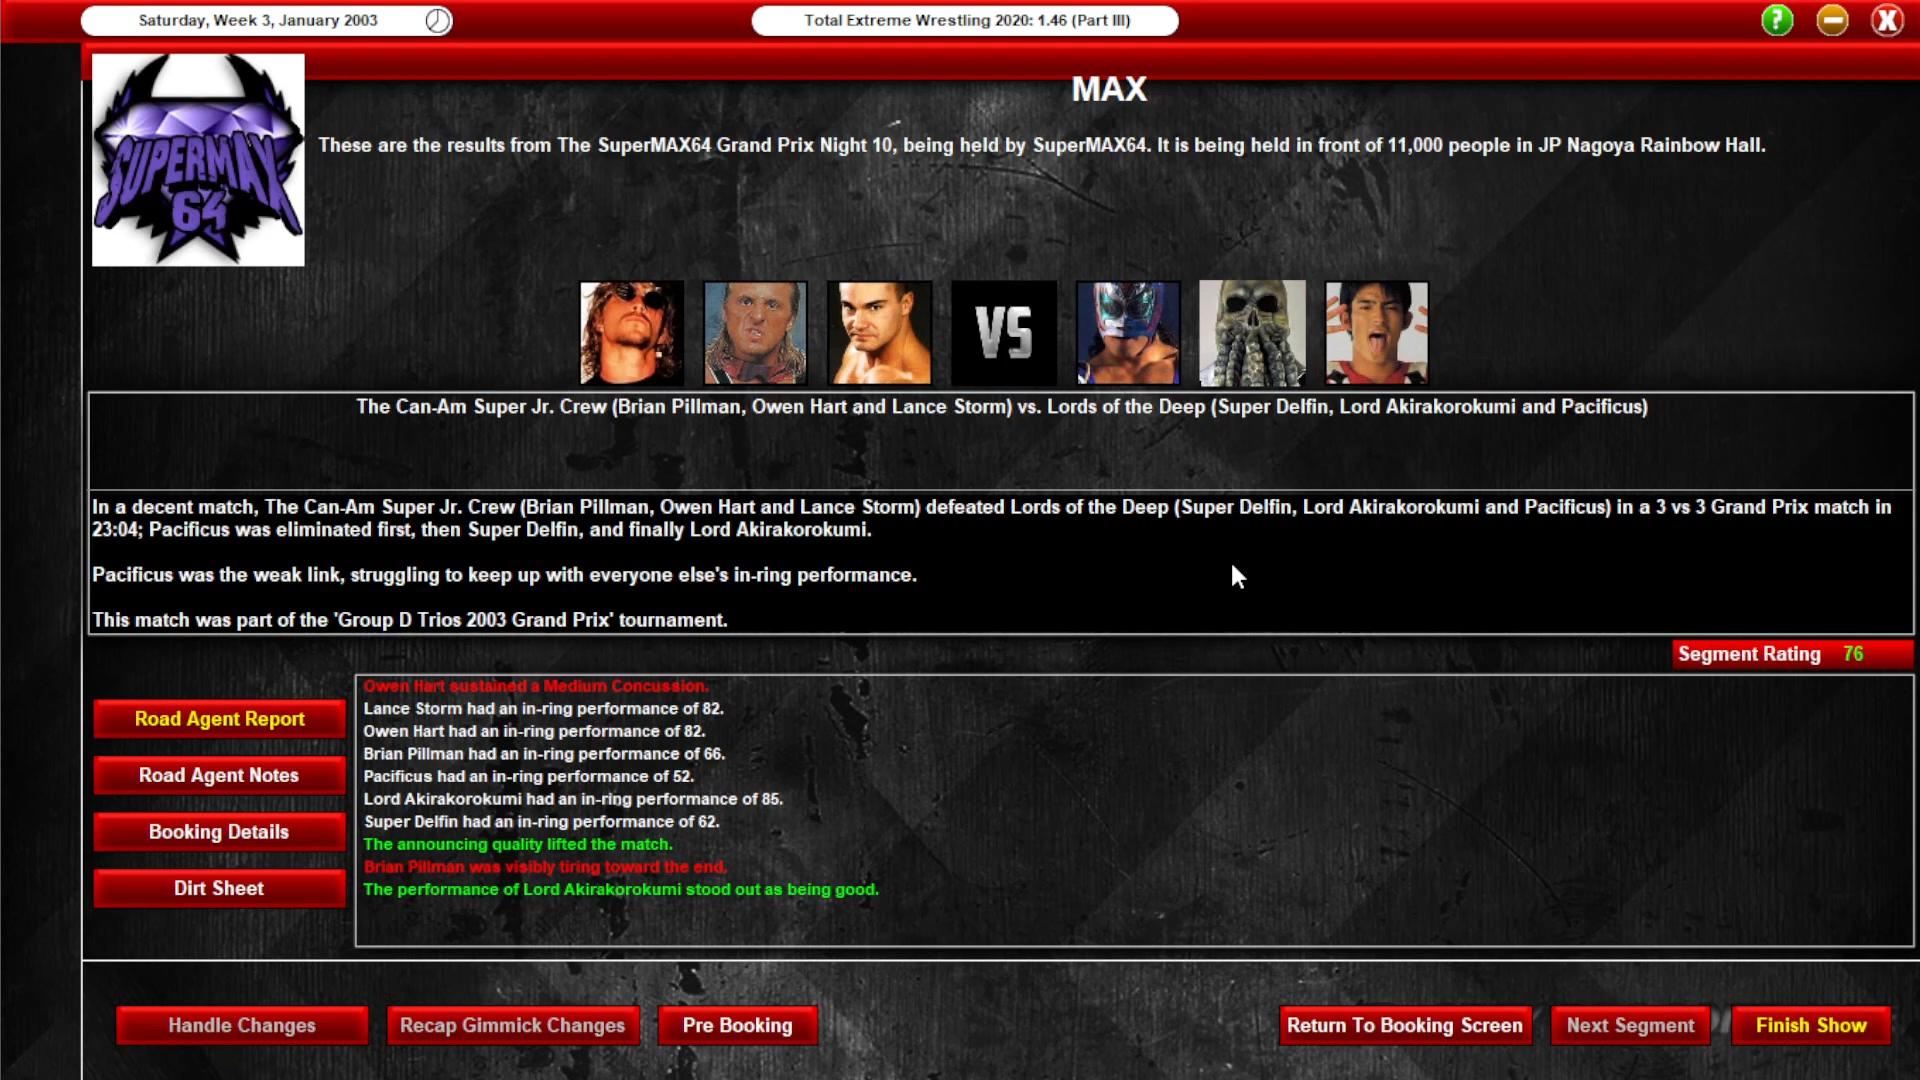 Saturday, Week 3, January 2003
Total Extreme Wrestling 2020: 1.46 (Part III)
?
X
SUPERMAX
64
MAX
These are the results from The SuperMAX64 Grand Prix Night 10, being held by SuperMAX64. It is being held in front of 11,000 people in JP Nagoya Rainbow Hall.
VS
The Can-Am Super Jr. Crew (Brian Pillman, Owen Hart and Lance Storm) vs. Lords of the Deep (Super Delfin, Lord Akirakorokumi and Pacificus)
In a decent match, The Can-Am Super Jr. Crew (Brian Pillman, Owen Hart and Lance Storm) defeated Lords of the Deep (Super Delfin, Lord Akirakorokumi and Pacificus) in a 3 vs 3 Grand Prix match in
23:04; Pacificus was eliminated first, then Super Delfin, and finally Lord Akirakorokumi.
Pacificus was the weak link, struggling to keep up with everyone else's in-ring performance.
This match was part of the 'Group D Trios 2003 Grand Prix' tournament.
Segment Rating 76
Road Agent Report
Road Agent Notes
Booking Details
Dirt Sheet
Owen Hart sustained a Medium Concussion.
Lance Storm had an in-ring performance of 82.
Owen Hart had an in-ring performance of 82.
Brian Pillman had an in-ring performance of 66.
Pacificus had an in-ring performance of 52.
Lord Akirakorokumi had an in-ring performance of 85.
Super Delfin had an in-ring performance of 62.
The announcing quality lifted the match.
Brian Pillman was visibly tiring toward the end.
The performance of Lord Akirakorokumi stood out as being good.
Handle Changes
Recap Gimmick Changes
Pre Booking
Return To Booking Screen
Next Segment
Finish Show